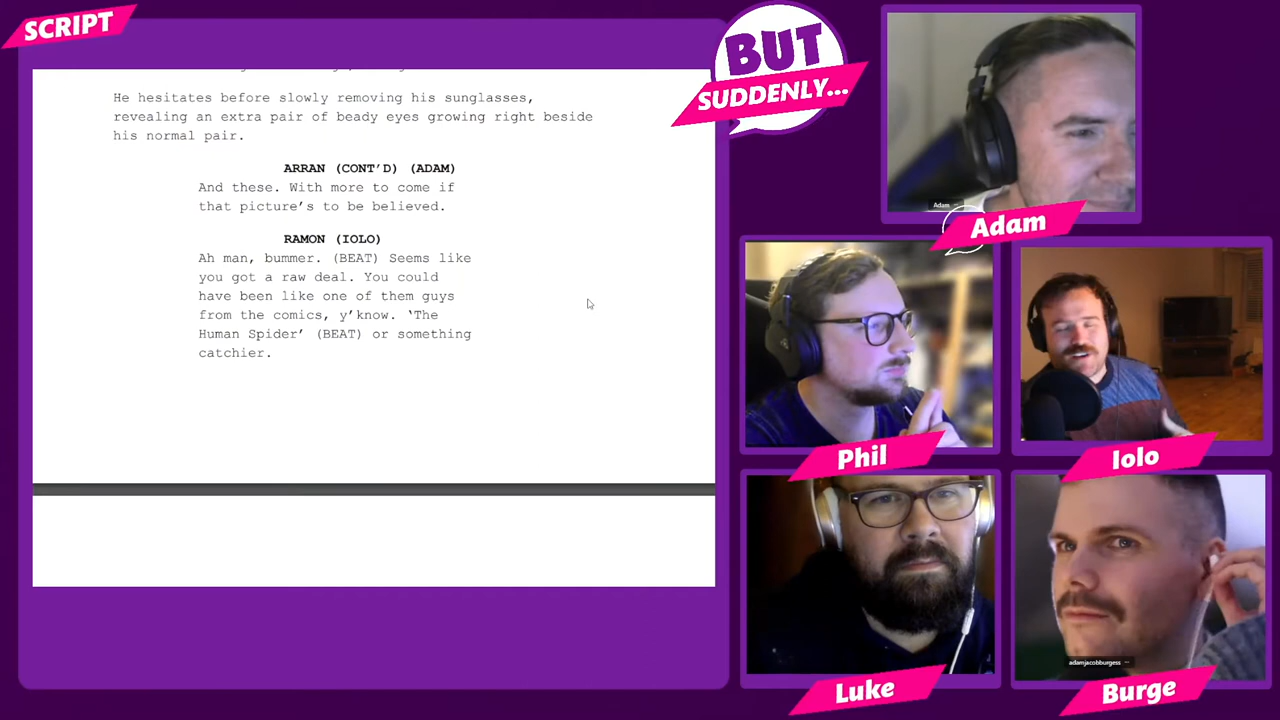 SCRIPT
He hesitates before slowly removing his sunglasses,
revealing an extra pair of beady eyes growing right beside
his normal pair.
ARRAN (CONT’D) (ADAM)
And these. With more to come if
that picture’s to be believed.
RAMON (IOLO)
Ah man, bummer. (BEAT) Seems like
you got a raw deal. You could
have been like one of them guys
from the comics, y’know. ‘The
Human Spider’ (BEAT) or something
catchier.
BUT
SUDDENLY...
Adam
Adam
Phil
Iolo
Luke
adamjacobburgess
Burge